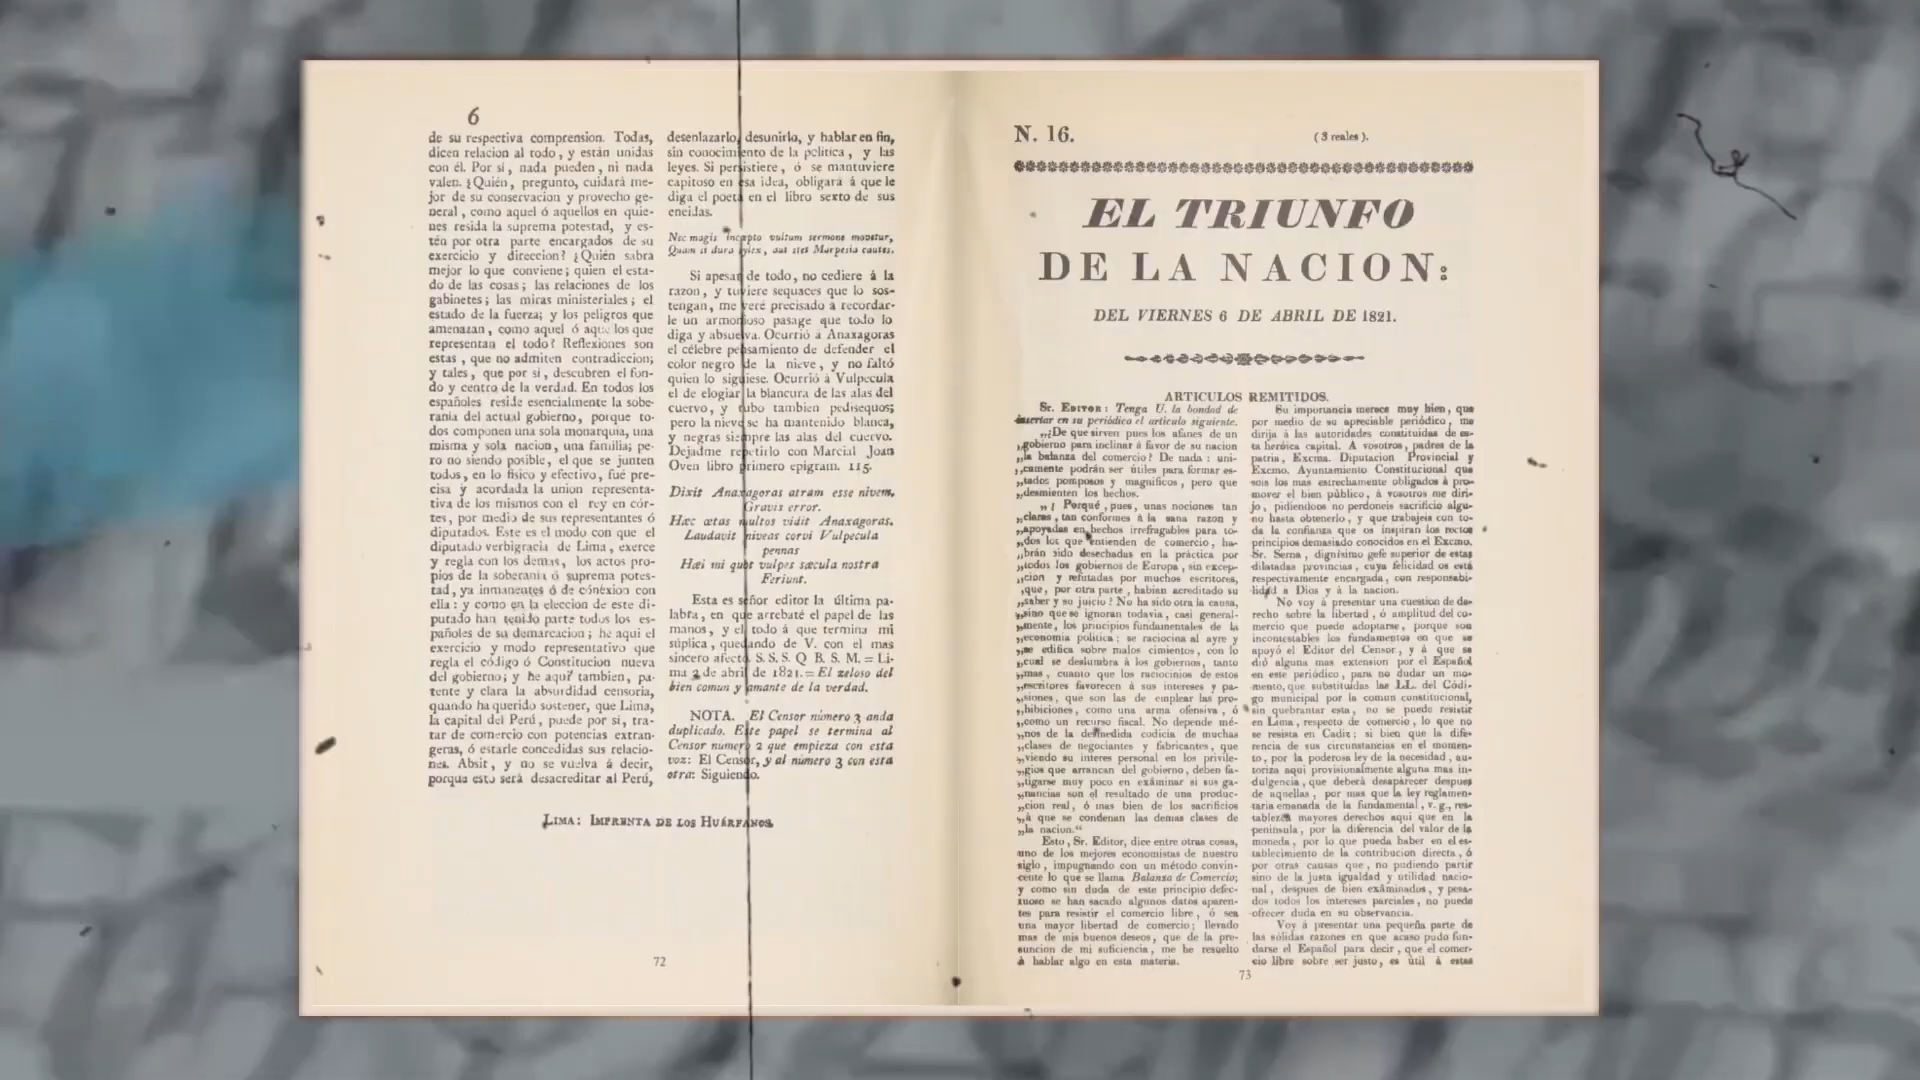 6
de su respectiva comprension. Todas,
dicen relacion al todo, y están unidas
con él. Por sí, nada pueden, ni nada
valen. ¿Quién, pregunto, cuidará me-
jor de su conservacion y provecho ge-
neral, como aquel ó aquellos en quie-
nes resida la suprema potestad, y es-
tén por otra parte encargados de su
exercicio y direccion? ¿Quién sabra
mejor lo que conviene; quien el esta-
do de las cosas; las relaciones de los
gabinetes; las miras ministeriales; el
estado de la fuerza; y los peligros que
amenazan, como aquel ó aquellos que
representan el todo? Reflexiones son
estas, que no admiten contradiccion;
y tales, que por sí, descubren el fon-
do y centro de la verdad. En todos los
españoles reside esencialmente la sobe-
rania del actual gobierno, porque to-
dos componen una sola monarquia, una
misma y sola nacion, una familia; pe-
ro no siendo posible, el que se junten
todos, en lo fisico y efectivo, fué pre-
cisa y acordada la union representa-
tiva de los mismos con el rey en cór-
tes, por medio de sus representantes ó
diputados. Este es el modo con que el
diputado verbigracia de Lima, exerce
y regla con los demas, los actos pro-
pios de la soberanía ó suprema potes-
tad, ya inmanentes ó de conéxion con
ella: y como en la eleccion de este di-
putado han tenido parte todos los es-
pañoles de su demarcacion; he aqui el
exercicio y modo representativo que
regla el código ó Constitucion nueva
del gobierno; y he aqui tambien, pa-
tente y clara la absurdidad censoria,
quando ha querido sostener, que Lima,
la capital del Perú, puede por si, tra-
tar de comercio con potencias extran-
geras, ó estarle concedidas sus relacio-
nes. Absit, y no se vuelva á decir,
porque esto será desacreditar al Perú,
desenlazarlo, desunirlo, y hablar en fin,
sin conocimiento de la politica, y las
leyes. Si persistiere, ó se mantuviere
capitoso en esa idea, obligará á que le
diga el poeta en el libro sexto de sus
eneidas.
Nec magis incepto vultum sermone movetur,
Quam si dura silex, aut stet Marpesia cautes.
Si apesar de todo, no cediere á la
razon, y tuviere sequaces que lo sos-
tengan, me veré precisado á recordar-
le un armonioso pasage que todo lo
diga y absuelva. Ocurrió a Anaxagoras
el célebre pensamiento de defender el
color negro de la nieve, y no faltó
quien lo siguiese. Ocurrió á Vulpecula
el de elogiar la blancura de las alas del
cuervo, y tubo tambien pedisequos;
pero la nieve se ha mantenido blanca,
y negras siempre las alas del cuervo.
Dejadme repetirlo con Marcial Joan
Oven libro primero epigram. 115.
Dixit Anaxagoras atram esse nivem,
Gravis error.
Hæc ætas multos vidit Anaxagoras.
Laudavit niveas corvi Vulpecula
pennas
Hæi mi quot vulpes sæcula nostra
Feriunt.
Esta es señor editor la última pa-
labra, en que arrebaté el papel de las
manos, y el todo á que termina mi
súplica, quedando de V. con el mas
sincero afecto S. S. S. Q B. S. M. = Li-
ma 2 de abril de 1821. = El zeloso del
bien comun y amante de la verdad.
NOTA. El Censor número 3 anda
duplicado. Este papel se termina al
Censor número 2 que empieza con esta
voz: El Censor, y al número 3 con esta
otra: Siguiendo.
LIMA: IMPRENTA DE LOS HUÉRFANOS.
72
N. 16. (3 reales).
EL TRIUNFO
DE LA NACION:
DEL VIERNES 6 DE ABRIL DE 1821.
ARTICULOS REMITIDOS.
Sr. EDITOR: Tenga U. la bondad de
insertar en su periódico el articulo siguiente.
„¿De que sirven pues los afanes de un
„gobierno para inclinar á favor de su nacion
„la balanza del comercio? De nada: uni-
„camente podrán ser útiles para formar es-
„tados pomposos y magnificos, pero que
„desmienten los hechos.
„¿Porqué, pues, unas nociones tan
„claras, tan conformes á la sana razon y
„apoyadas en hechos irrefragables para to-
„dos los que entienden de comercio, ha-
„brán sido desechadas en la práctica por
„todos los gobiernos de Europa, sin excep-
„cion y refutadas por muchos escritores,
„que, por otra parte, habian acreditado su
„saber y su juicio? No ha sido otra la causa,
„sino que se ignoran todavia, casi general-
„mente, los principios fundamentales de la
„economia política; se raciocina al ayre y
„se edifica sobre malos cimientos, con lo
„cual se deslumbra à los gobiernos, tanto
„mas, cuanto que los raciocinios de estos
„escritores favorecen á sus intereses y pa-
„siones, que son las de emplear las pro-
„hibiciones, como una arma ofensiva, ó
„como un recurso fiscal. No depende mé-
„nos de la desmedida codicia de muchas
„clases de negociantes y fabricantes, que
„viendo su interes personal en los privile-
„gios que arrancan del gobierno, deben fa-
„tigarse muy poco en exâminar si sus ga-
„nancias son el resultado de una produc-
„cion real, ó mas bien de los sacrificios
„á que se condenan las demas clases de
„la nacion.“
Esto, Sr. Editor, dice entre otras cosas,
uno de los mejores economistas de nuestro
siglo, impugnando con un método convin-
cente lo que se llama Balanza de Comercio;
y como sin duda de este principio defec-
tuoso se han sacado algunos datos aparen-
tes para resistir el comercio libre, ó sea
una mayor libertad de comercio; llevado
mas de mis buenos deseos, que de la pre-
suncion de mi suficiencia, me he resuelto
á hablar algo en esta materia.
Su importancia merece muy bien, que
por medio de su apreciable periódico, me
dirija á las autoridades constituidas de es-
ta heróica capital. A vosotros, padres de la
patria, Excma. Diputacion Provincial y
Excmo. Ayuntamiento Constitucional que
sois los mas estrechamente obligados à pro-
mover el bien público, á vosotros me diri-
jo, pidiendoos no perdoneis sacrificio algu-
no hasta obtenerlo, y que trabajeis con to-
da la confianza que os inspiran los rectos
principios demasiado conocidos en el Excmo.
Sr. Serna, dignísimo gefe superior de estas
dilatadas provincias, cuya felicidad os está
respectivamente encargada, con responsabi-
lidad a Dios y á la nacion.
No voy á presentar una cuestion de de-
recho sobre la libertad, ó amplitud del co-
mercio que puede adoptarse, porque son
incontestables los fundamentos en que se
apoyó el Editor del Censor, y á que se
dió alguna mas extension por el Español
en este periódico, para no dudar un mo-
mento, que substituidas las LL. del Códi-
go municipal por la comun constitucional,
sin quebrantar esta, no se puede resistir
en Lima, respecto de comercio, lo que no
se resista en Cadiz; si bien que la dife-
rencia de sus circunstancias en el momen-
to, por la poderosa ley de la necesidad, au-
toriza aqui provisionalmente alguna mas in-
dulgencia, que deberá desaparecer despues
de aquellas, por mas que la ley reglamen-
taria emanada de la fundamental, v. g., res-
tablezca mayores derechos aqui que en la
peninsula, por la diferencia del valor de la
moneda, por lo que pueda haber en el es-
tablecimiento de la contribucion directa, ó
por otras causas que, no pudiendo partir
sino de la justa igualdad y utilidad nacio-
nal, despues de bien exâminados, y pesa-
dos todos los intereses parciales, no puede
ofrecer duda en su observancia.
Voy à presentar una pequeña parte de
las sólidas razones en que acaso pudo fun-
darse el Español para decir, que el comer-
cio libre sobre ser justo, es útil á estas
73